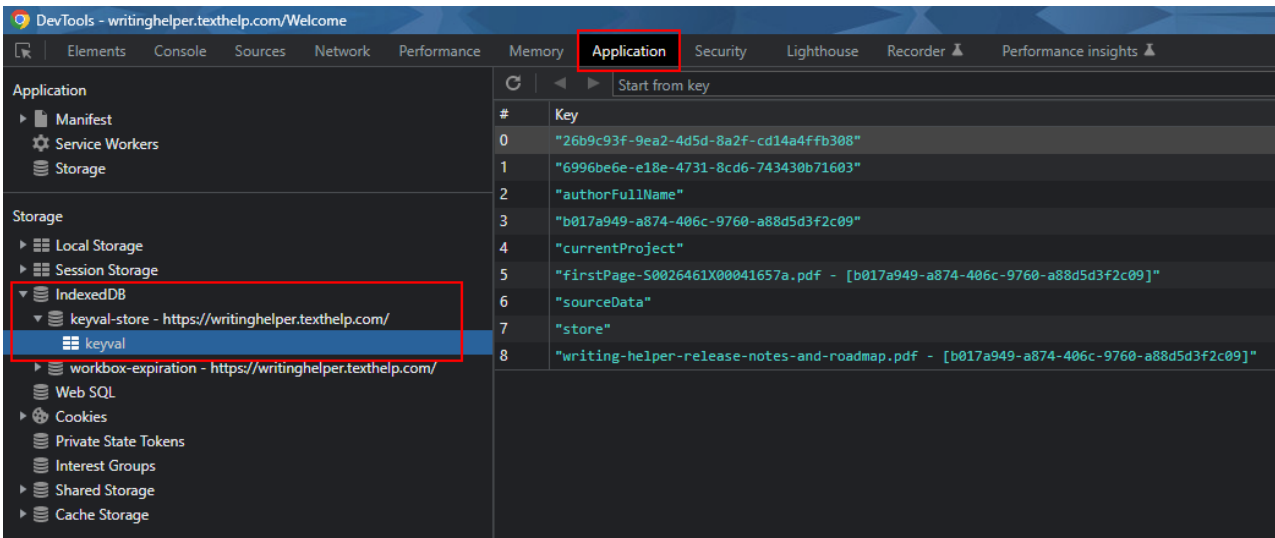 DevTools - writinghelper.texthelp.com/Welcome
Elements Console Sources Network Performance Memory Application Security Lighthouse Recorder Performance insights
Application
Manifest
Service Workers
Storage
Storage
Local Storage
Session Storage
IndexedDB
keyval-store - https://writinghelper.texthelp.com/
keyval
workbox-expiration - https://writinghelper.texthelp.com/
Web SQL
Cookies
Private State Tokens
Interest Groups
Shared Storage
Cache Storage
Start from key
# Key
0 "26b9c93f-9ea2-4d5d-8a2f-cd14a4ffb308"
1 "6996be6e-e18e-4731-8cd6-743430b71603"
2 "authorFullName"
3 "b017a949-a874-406c-9760-a88d5d3f2c09"
4 "currentProject"
5 "firstPage-S0026461X00041657a.pdf - [b017a949-a874-406c-9760-a88d5d3f2c09]"
6 "sourceData"
7 "store"
8 "writing-helper-release-notes-and-roadmap.pdf - [b017a949-a874-406c-9760-a88d5d3f2c09]"